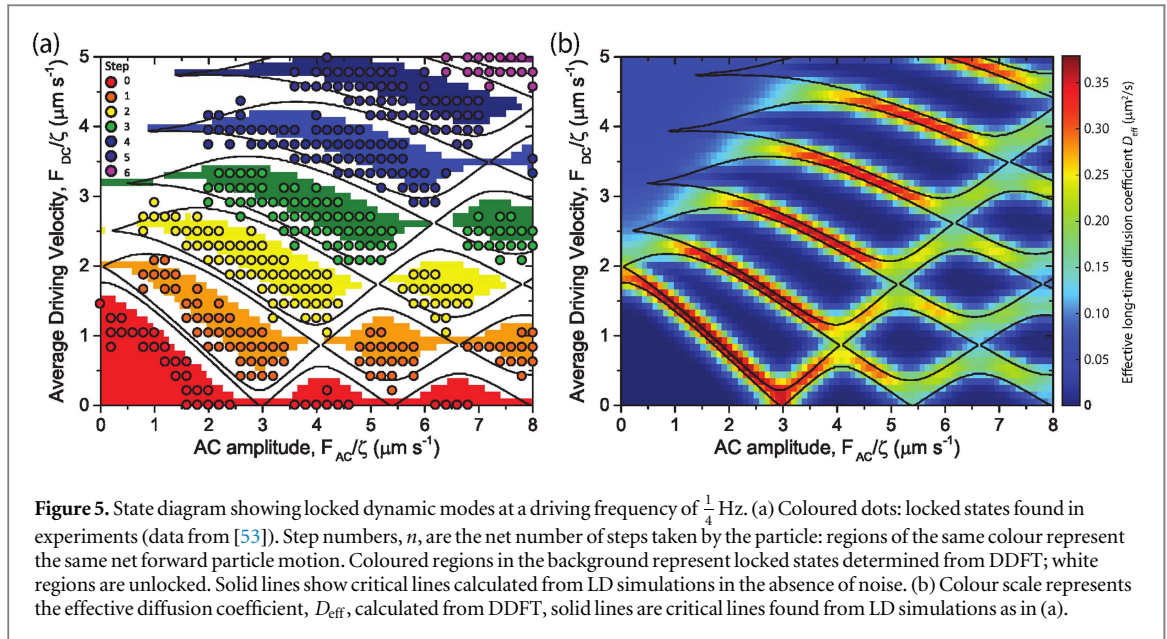 (a)
Step
0
1
2
3
4
5
6
Average Driving Velocity, F_DC/ζ (μm s⁻¹)
5
4
3
2
1
0
0 1 2 3 4 5 6 7 8
AC amplitude, F_AC/ζ (μm s⁻¹)
(b)
Average Driving Velocity, F_DC/ζ (μm s⁻¹)
5
4
3
2
1
0
0 1 2 3 4 5 6 7 8
AC amplitude, F_AC/ζ (μm s⁻¹)
0.35
0.30
0.25
0.20
0.15
0.10
0.05
0
Effective long-time diffusion coefficient D_eff (μm²/s)
Figure 5. State diagram showing locked dynamic modes at a driving frequency of 1/4 Hz. (a) Coloured dots: locked states found in
experiments (data from [53]). Step numbers, n, are the net number of steps taken by the particle: regions of the same colour represent
the same net forward particle motion. Coloured regions in the background represent locked states determined from DDFT; white
regions are unlocked. Solid lines show critical lines calculated from LD simulations in the absence of noise. (b) Colour scale represents
the effective diffusion coefficient, D_eff, calculated from DDFT, solid lines are critical lines found from LD simulations as in (a).